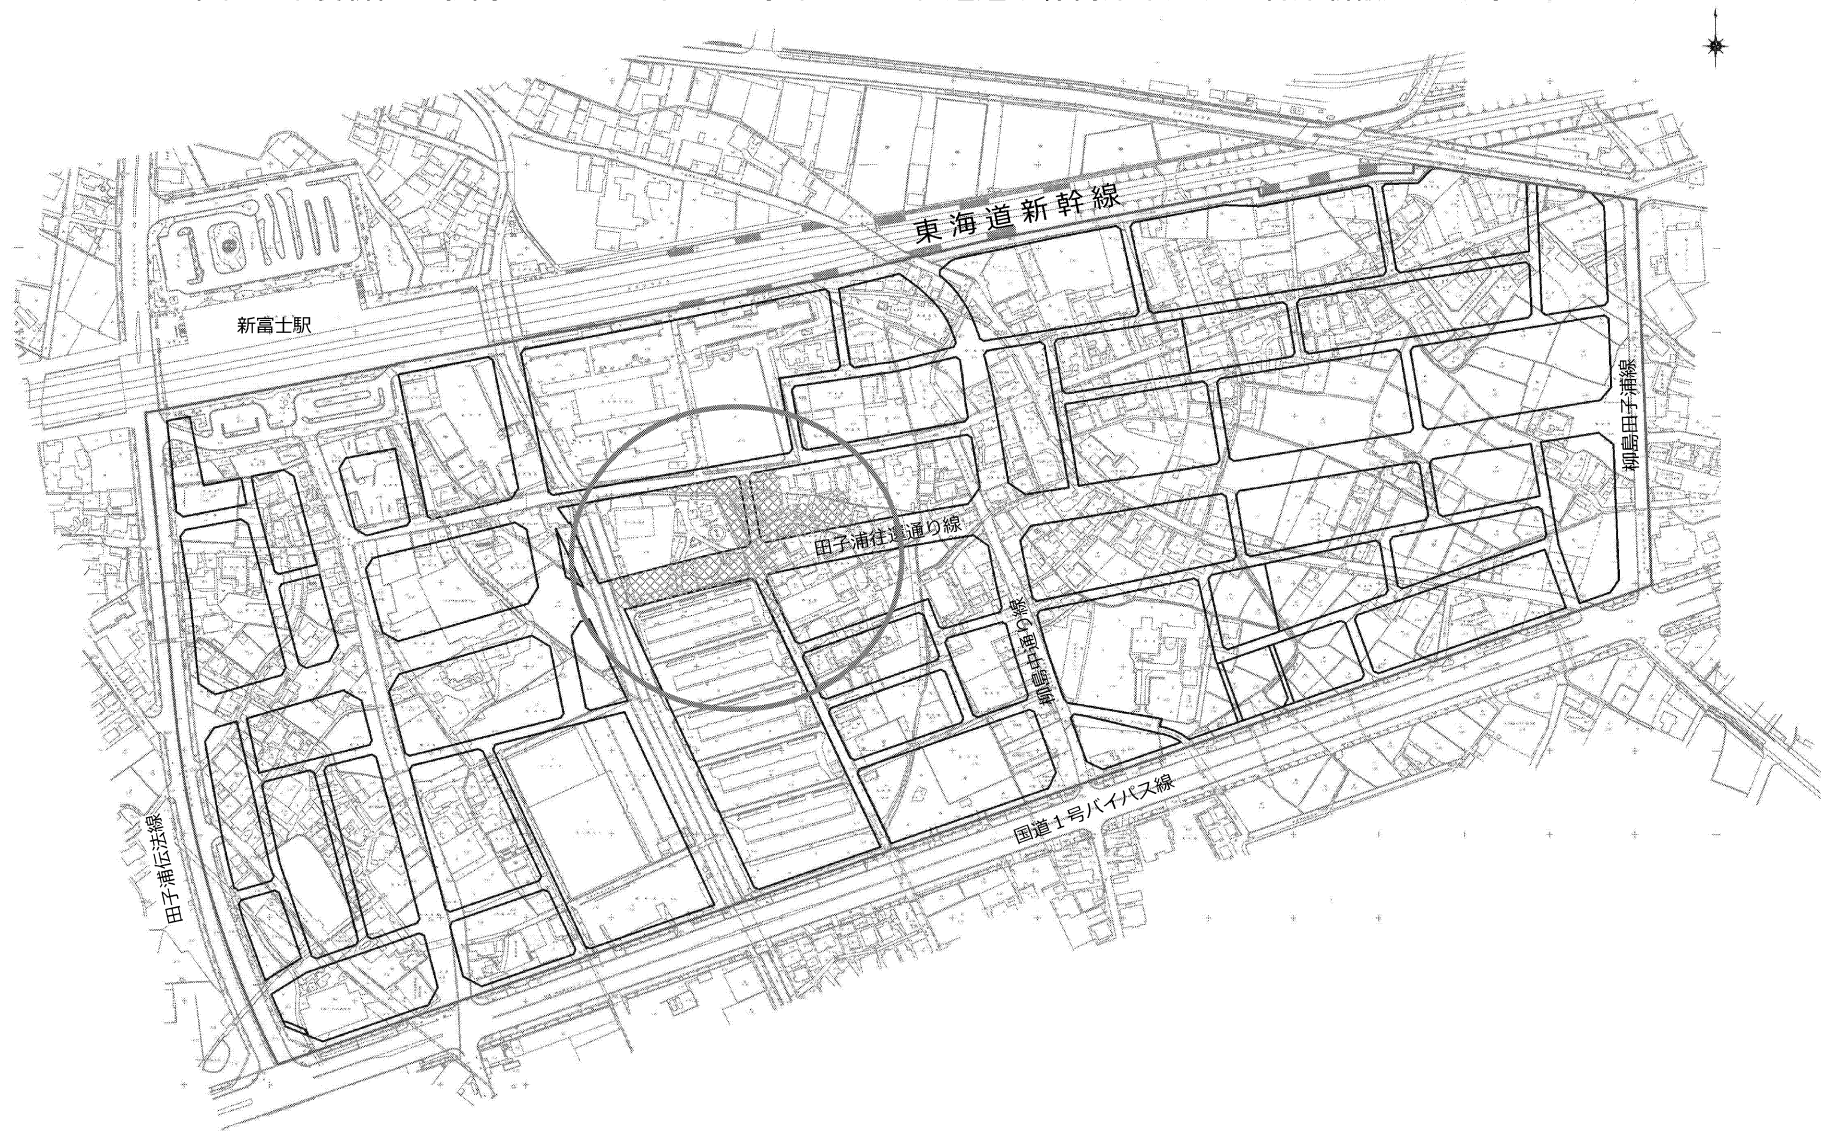 東海道新幹線
新富士駅
柳島田子浦線
田子浦往還通り線
柳島中通り線
国道1号バイパス線
田子浦伝法線